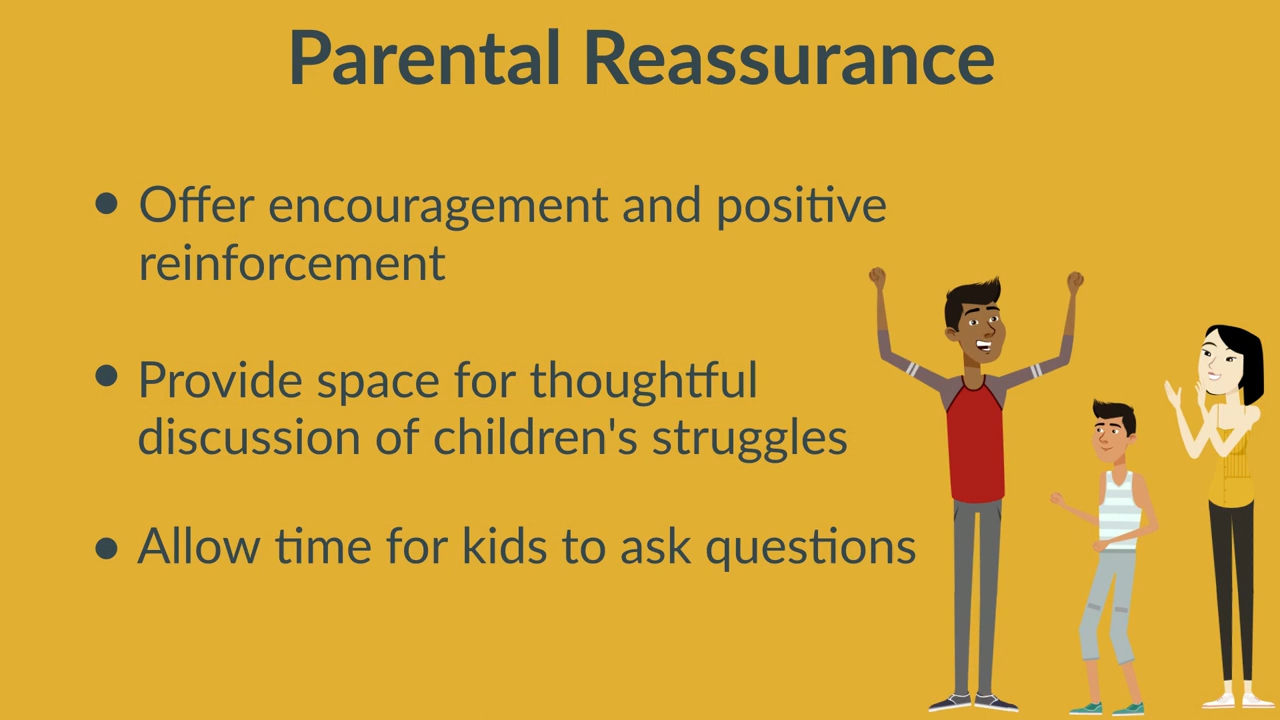 Parental Reassurance
• Offer encouragement and positive
reinforcement
• Provide space for thoughtful
discussion of children's struggles
• Allow time for kids to ask questions